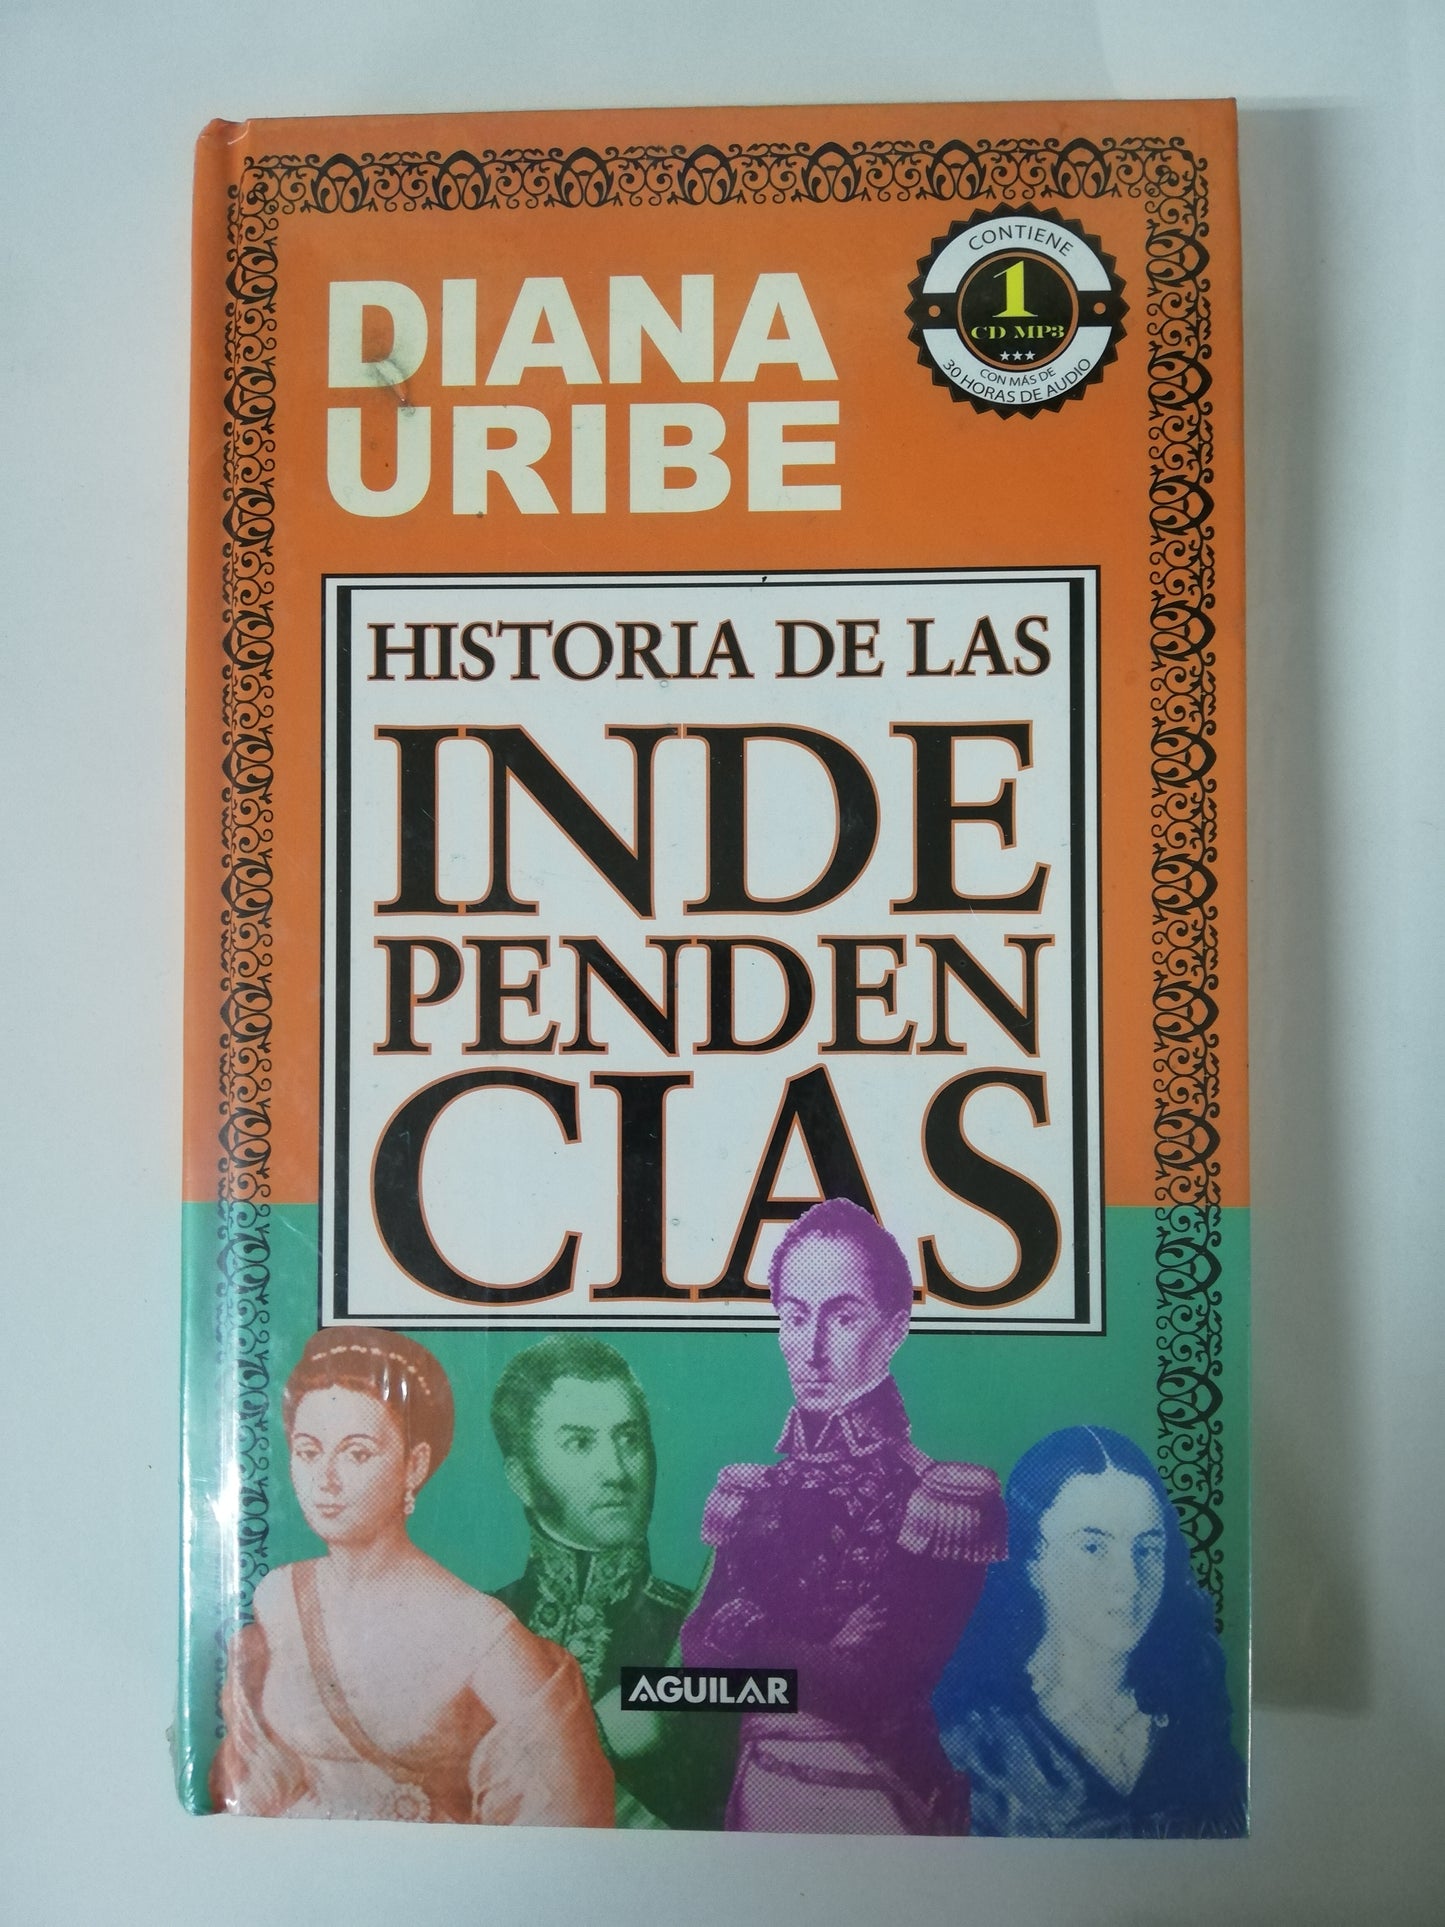 CONTIENE
1
CD MP3
CON MÁS DE
30 HORAS DE AUDIO
DIANA
URIBE
HISTORIA DE LAS
INDE
PENDEN
CIAS
AGUILAR